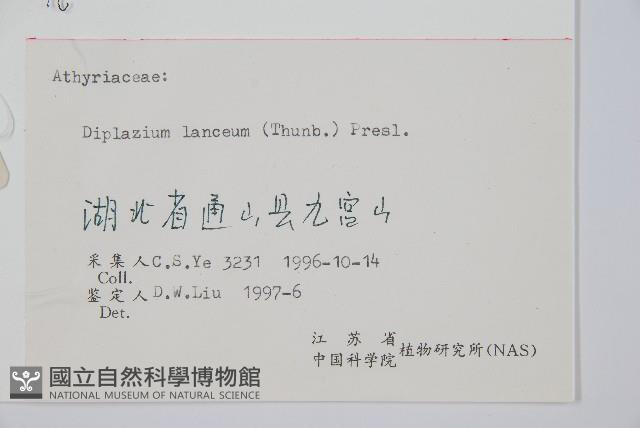 Athyriaceae:
Diplazium lanceum (Thunb.) Presl.
湖北省通山县九宫山
采集人 C.S.Ye 3231 1996-10-14
Coll.
鉴定人 D.W.Liu 1997-6
Det.
江苏省
中国科学院 植物研究所(NAS)
國立自然科學博物館
NATIONAL MUSEUM OF NATURAL SCIENCE